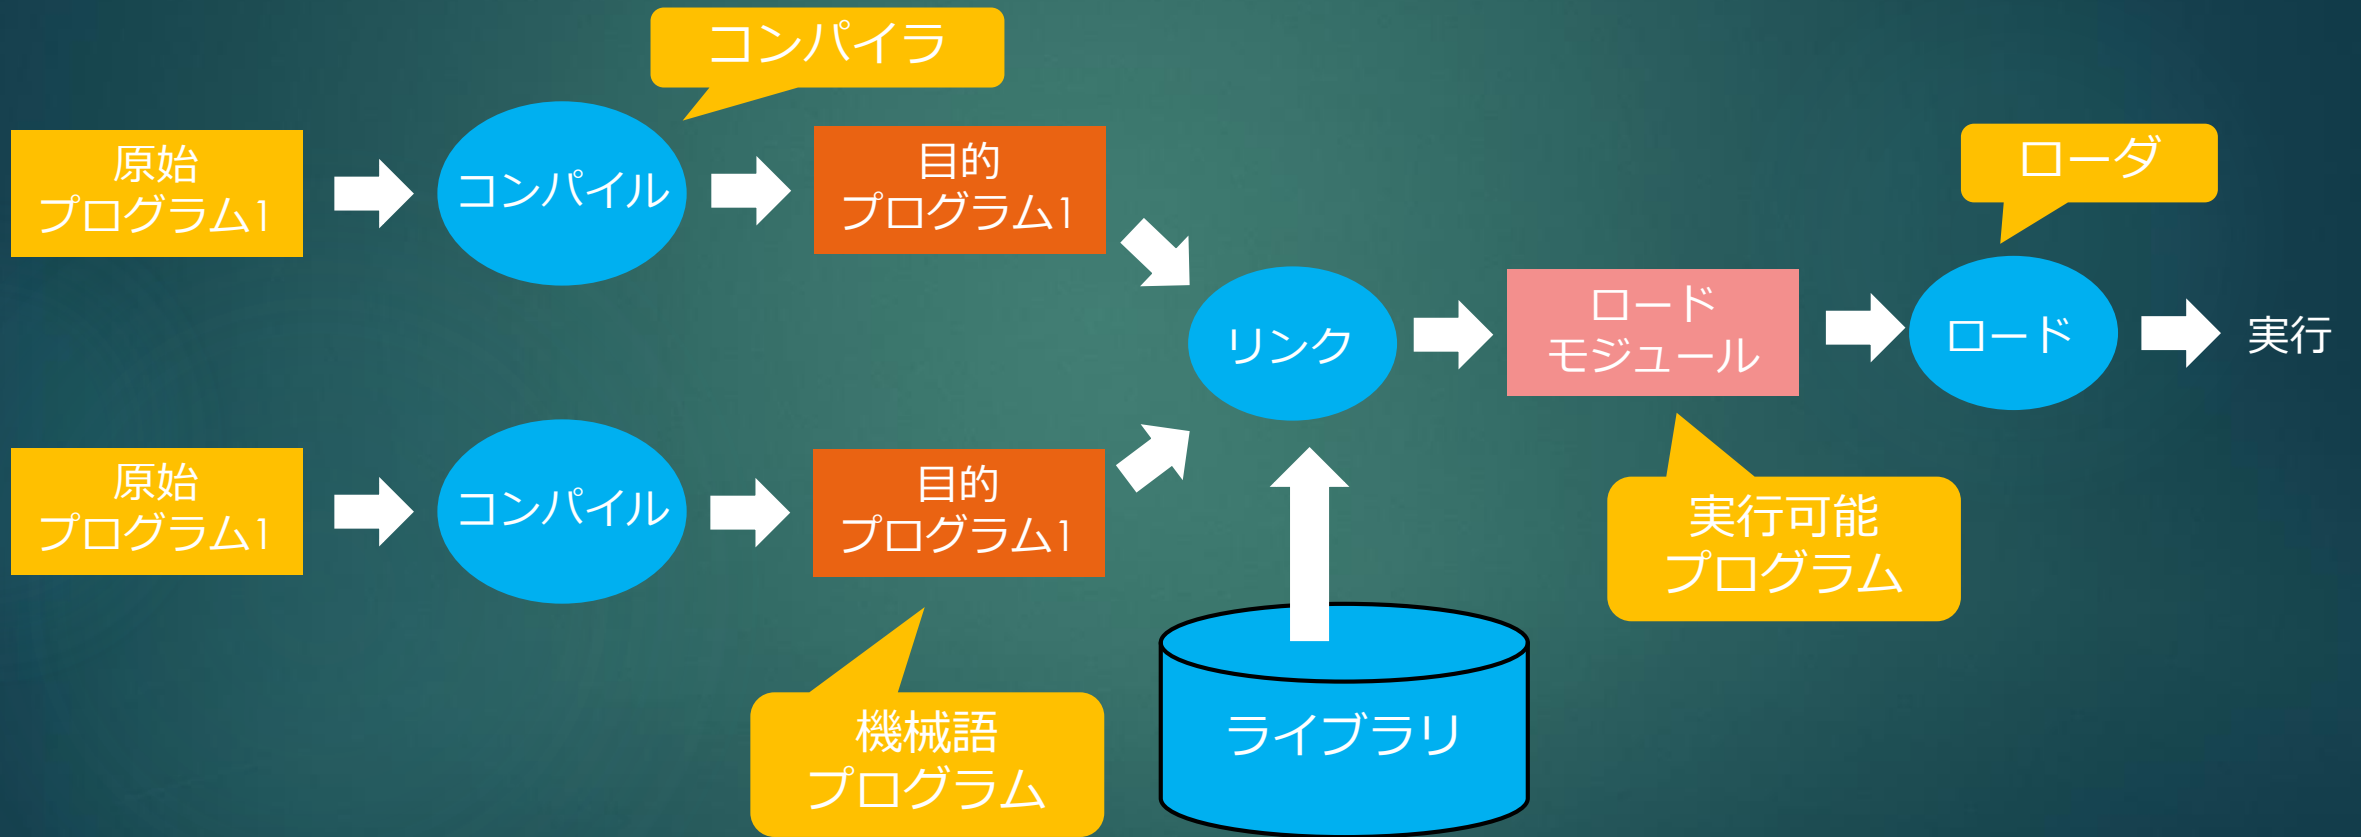 コンパイラ
原始
プログラム1
コンパイル
目的
プログラム1
ローダ
リンク
ロード
モジュール
ロード
実行
原始
プログラム1
コンパイル
目的
プログラム1
実行可能
プログラム
機械語
プログラム
ライブラリ